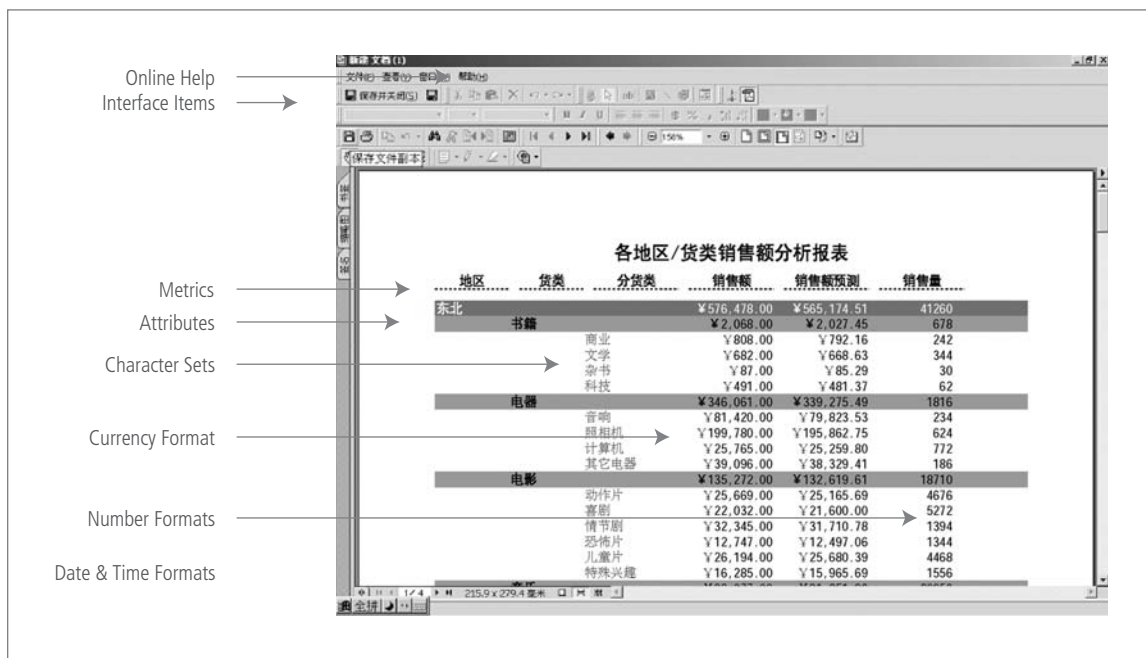 新建 文档 (1)
Online Help
文件(F) 查看(V) 窗口 帮助(H)
Interface Items
保存并关闭(S)
158%
保存文件副本
各地区/货类销售额分析报表
Metrics
地区 货类 分货类 销售额 销售额预测 销售量
东北 ¥576,478.00 ¥565,174.51 41260
Attributes
书籍 ¥2,068.00 ¥2,027.45 678
商业 ¥808.00 ¥792.16 242
Character Sets
文学 ¥682.00 ¥668.63 344
杂书 ¥87.00 ¥85.29 30
科技 ¥491.00 ¥481.37 62
电器 ¥346,061.00 ¥339,275.49 1816
音响 ¥81,420.00 ¥79,823.53 234
Currency Format
照相机 ¥199,780.00 ¥195,862.75 624
计算机 ¥25,765.00 ¥25,259.80 772
其它电器 ¥39,096.00 ¥38,329.41 186
电影 ¥135,272.00 ¥132,619.61 18710
动作片 ¥25,669.00 ¥25,165.69 4676
Number Formats
喜剧 ¥22,032.00 ¥21,600.00 5272
情节剧 ¥32,345.00 ¥31,710.78 1394
恐怖片 ¥12,747.00 ¥12,497.06 1344
儿童片 ¥26,194.00 ¥25,680.39 4468
Date & Time Formats
特殊兴趣 ¥16,285.00 ¥15,965.69 1556
音乐
1/4 215.9 x 279.4 毫米
全拼